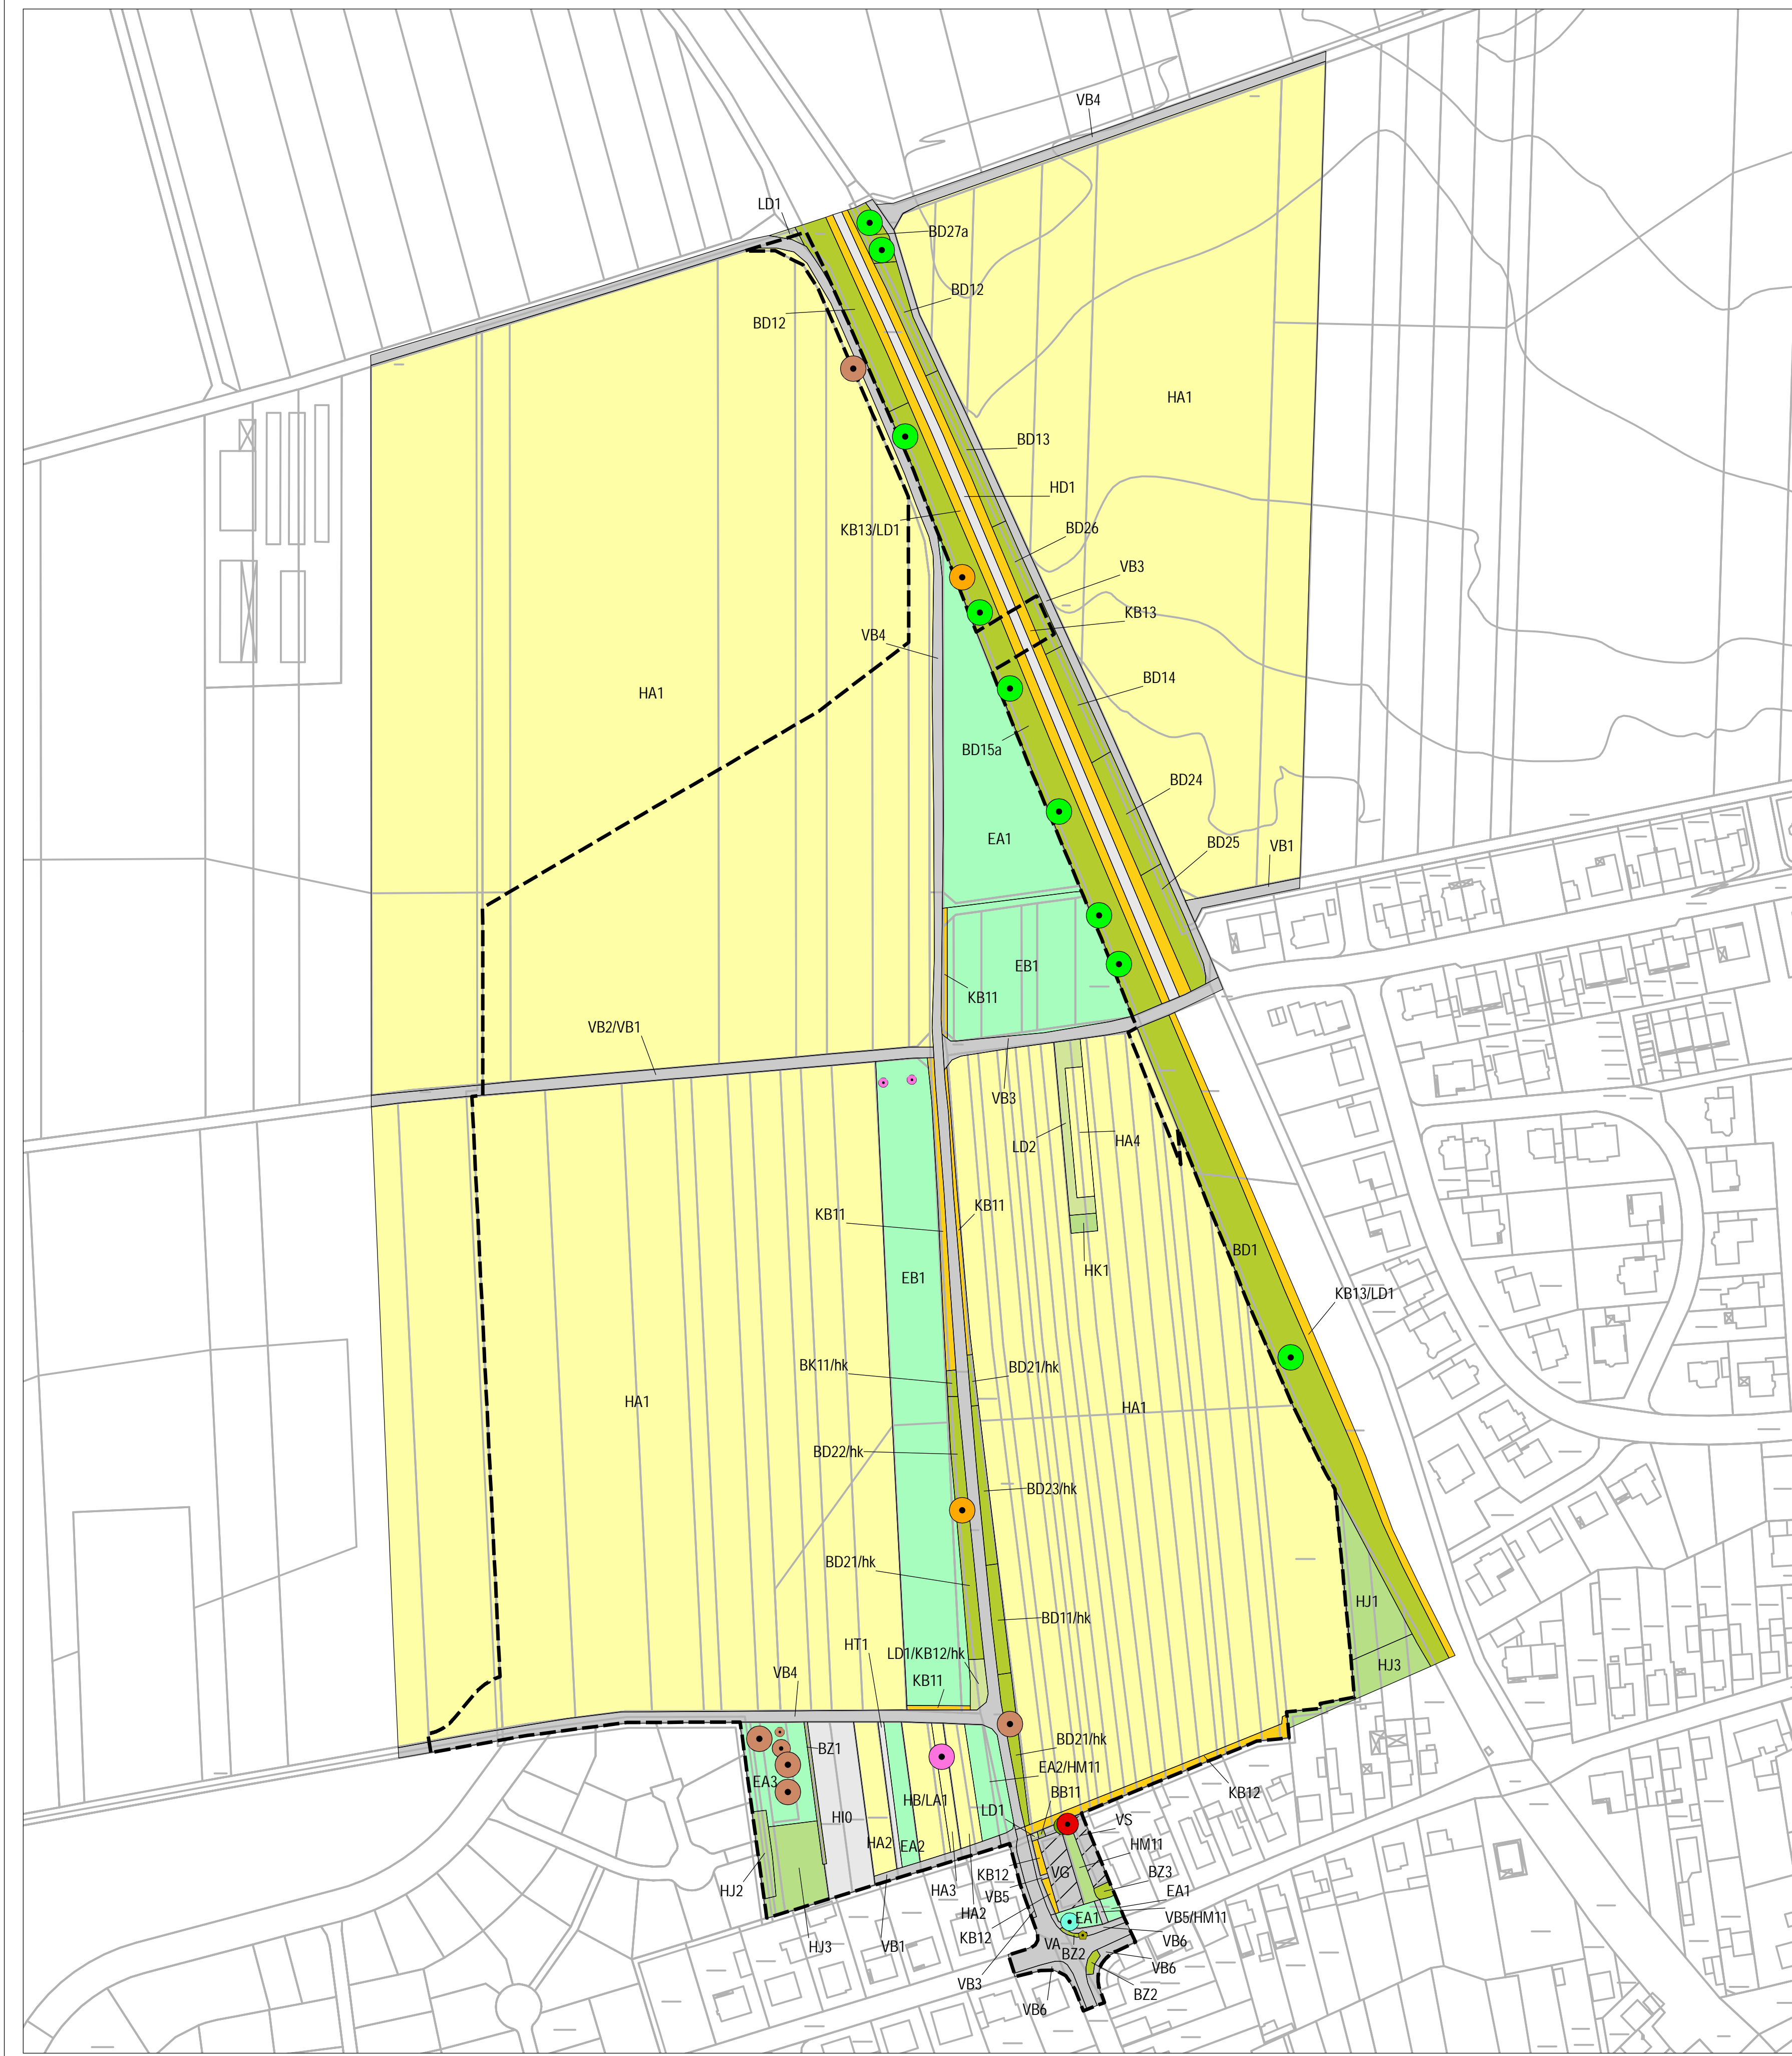 VB4
LD1
BD27a
BD12
BD12
HA1
BD13
HD1
KB13/LD1
BD26
VB3
KB13
VB4
BD14
HA1
BD15a
BD24
EA1
BD25
VB1
EB1
KB11
VB2/VB1
VB3
LD2
HA4
KB11
KB11
BD1
HK1
EB1
KB13/LD1
BK11/hk
BD21/hk
HA1
HA1
BD22/hk
BD23/hk
BD21/hk
HJ1
BD11/hk
HT1
LD1/KB12/hk
HJ3
VB4
KB11
BD21/hk
BZ1
EA2/HM11
EA3
BB11
KB12
HB/LA1
LD1
HI0
VS
HA2
EA2
HM11
KB12
VG
BZ3
HJ2
HA3
VB5
EA1
HA2
EA1
VB5/HM11
KB12
VA
VB6
HJ3
VB1
BZ2
VB6
VB3
BZ2
VB6